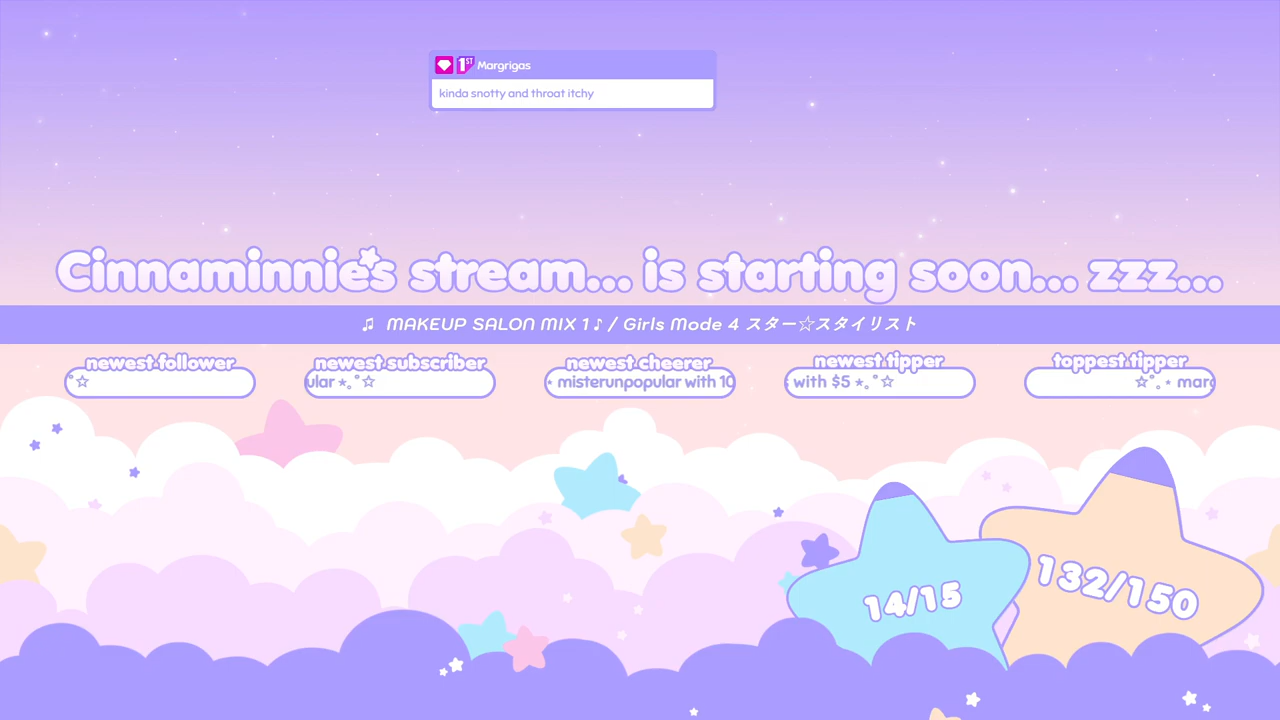 1ST Margrigas
kinda snotty and throat itchy
Cinnaminnie's stream... is starting soon... zzz...
♫ MAKEUP SALON MIX 1♪ / Girls Mode 4 スター☆スタイリスト
newest follower
newest subscriber
newest cheerer
newest tipper
toppest tipper
˚☆
ular ⋆｡˚☆
⋆ misterunpopular with 10
with $5 ⋆｡˚☆
☆˚｡⋆ marg
14/15
132/150